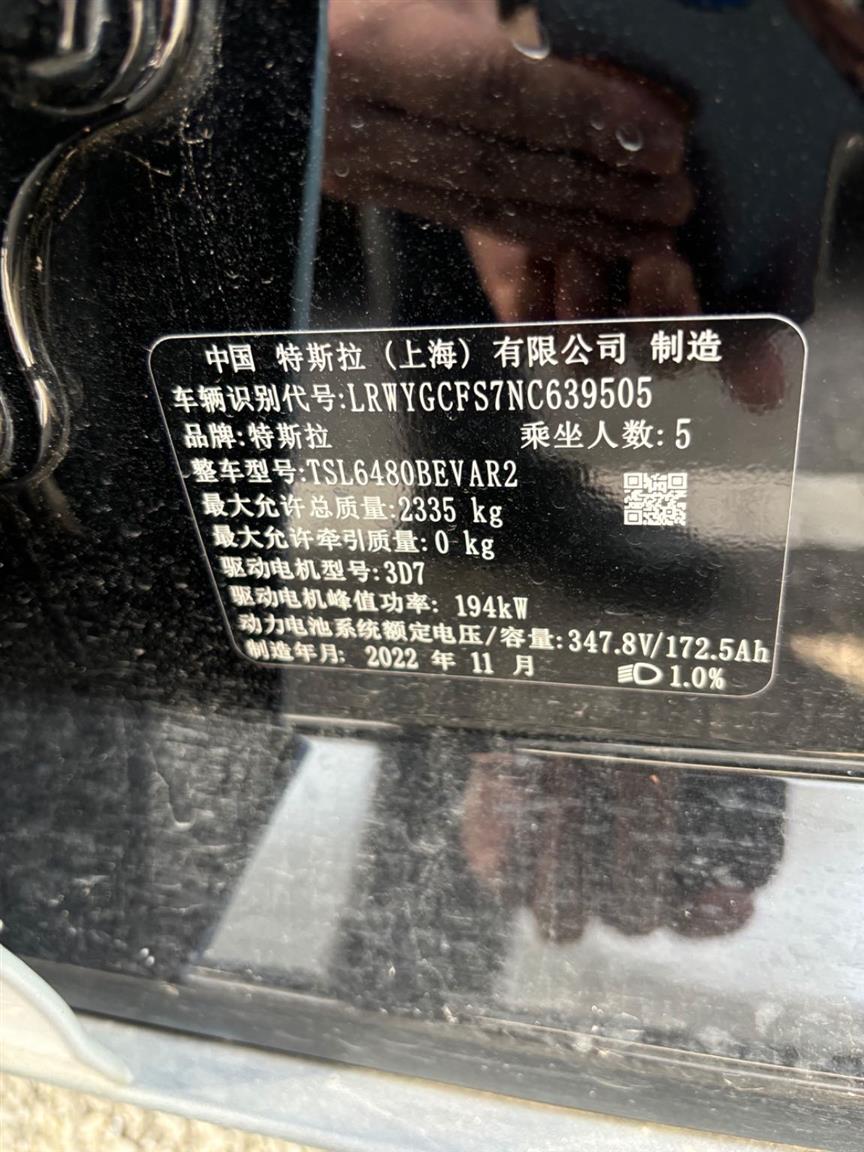 中国 特斯拉（上海）有限公司 制造
车辆识别代号:LRWYGCFS7NC639505
品牌:特斯拉 乘坐人数:5
整车型号:TSL6480BEVAR2
最大允许总质量:2335 kg
最大允许牵引质量:0 kg
驱动电机型号:3D7
驱动电机峰值功率: 194kW
动力电池系统额定电压/容量:347.8V/172.5Ah
制造年月: 2022 年 11 月 1.0%